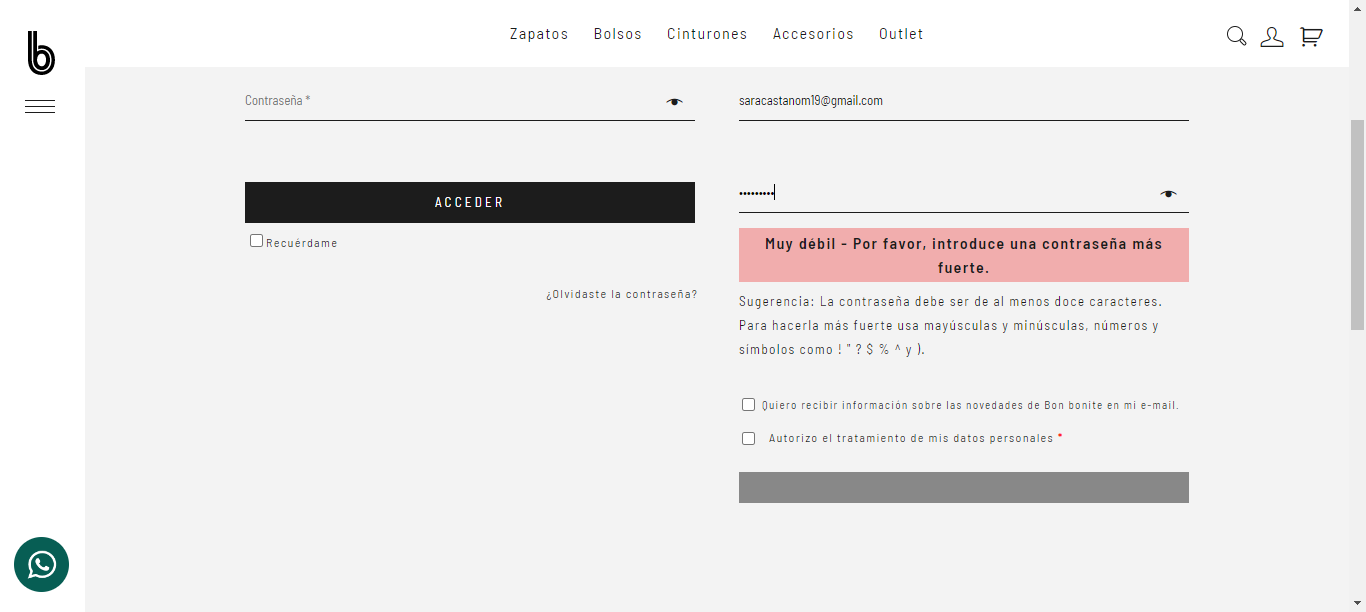 b
Zapatos Bolsos Cinturones Accesorios Outlet
Contraseña *
ACCEDER
Recuérdame
¿Olvidaste la contraseña?
saracastanom19@gmail.com
•••••••••
Muy débil - Por favor, introduce una contraseña más
fuerte.
Sugerencia: La contraseña debe ser de al menos doce caracteres.
Para hacerla más fuerte usa mayúsculas y minúsculas, números y
símbolos como ! " ? $ % ^ y ).
Quiero recibir información sobre las novedades de Bon bonite en mi e-mail.
Autorizo el tratamiento de mis datos personales *